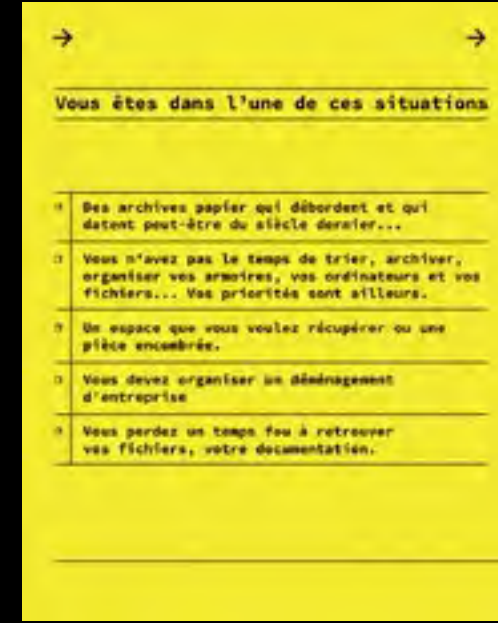 → →
Vous êtes dans l'une de ces situations
Des archives papier qui débordent et qui
datent peut-être du siècle dernier...
Vous n'avez pas le temps de trier, archiver,
organiser vos armoires, vos ordinateurs et vos
fichiers... Vos priorités sont ailleurs.
Un espace que vous voulez récupérer ou une
pièce encombrée.
Vous devez organiser un déménagement
d'entreprise
Vous perdez un temps fou à retrouver
vos fichiers, votre documentation.